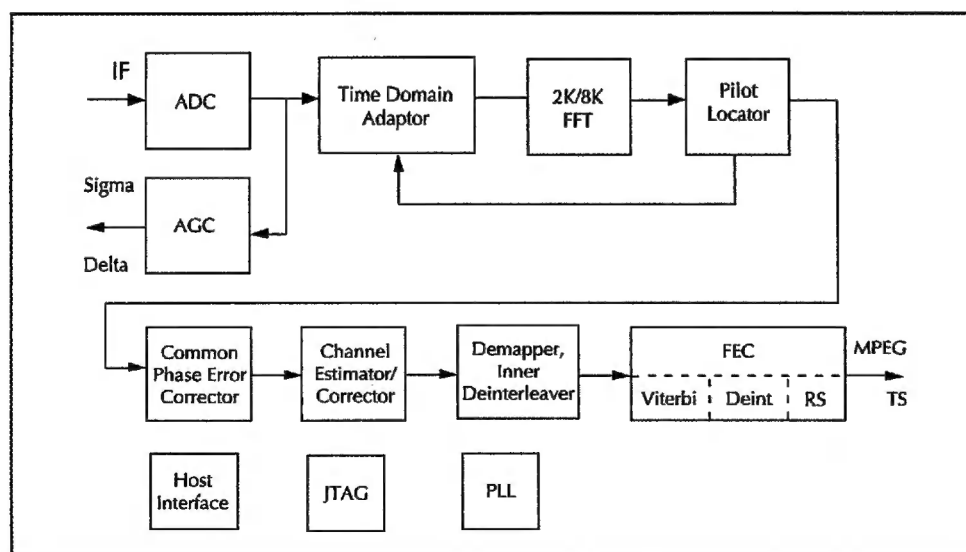 IF
ADC
Time Domain
Adaptor
2K/8K
FFT
Pilot
Locator
Sigma
Delta
AGC
Common
Phase Error
Corrector
Channel
Estimator/
Corrector
Demapper,
Inner
Deinterleaver
FEC
Viterbi
Deint
RS
MPEG
TS
Host
Interface
JTAG
PLL